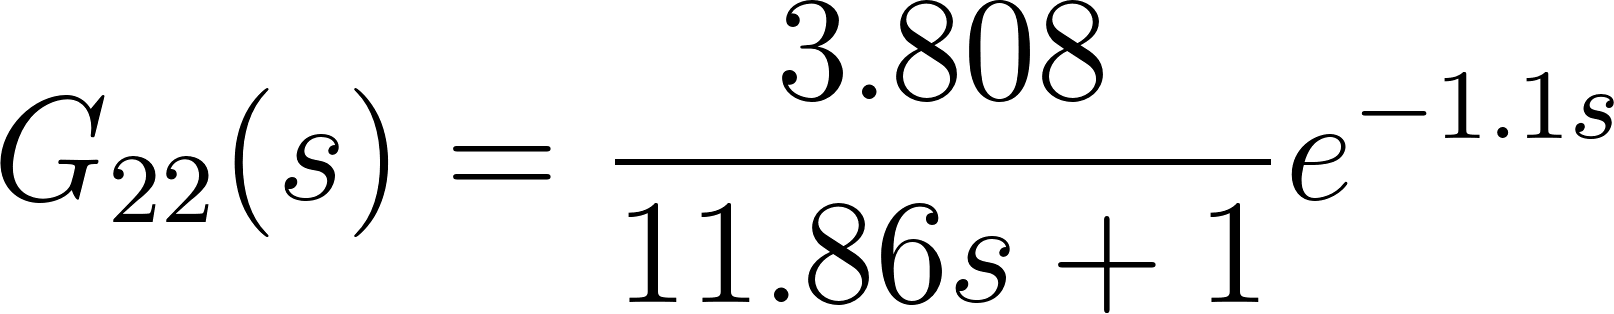 G_{22}(s) = \frac{3.808}{11.86s + 1} e^{-1.1s}